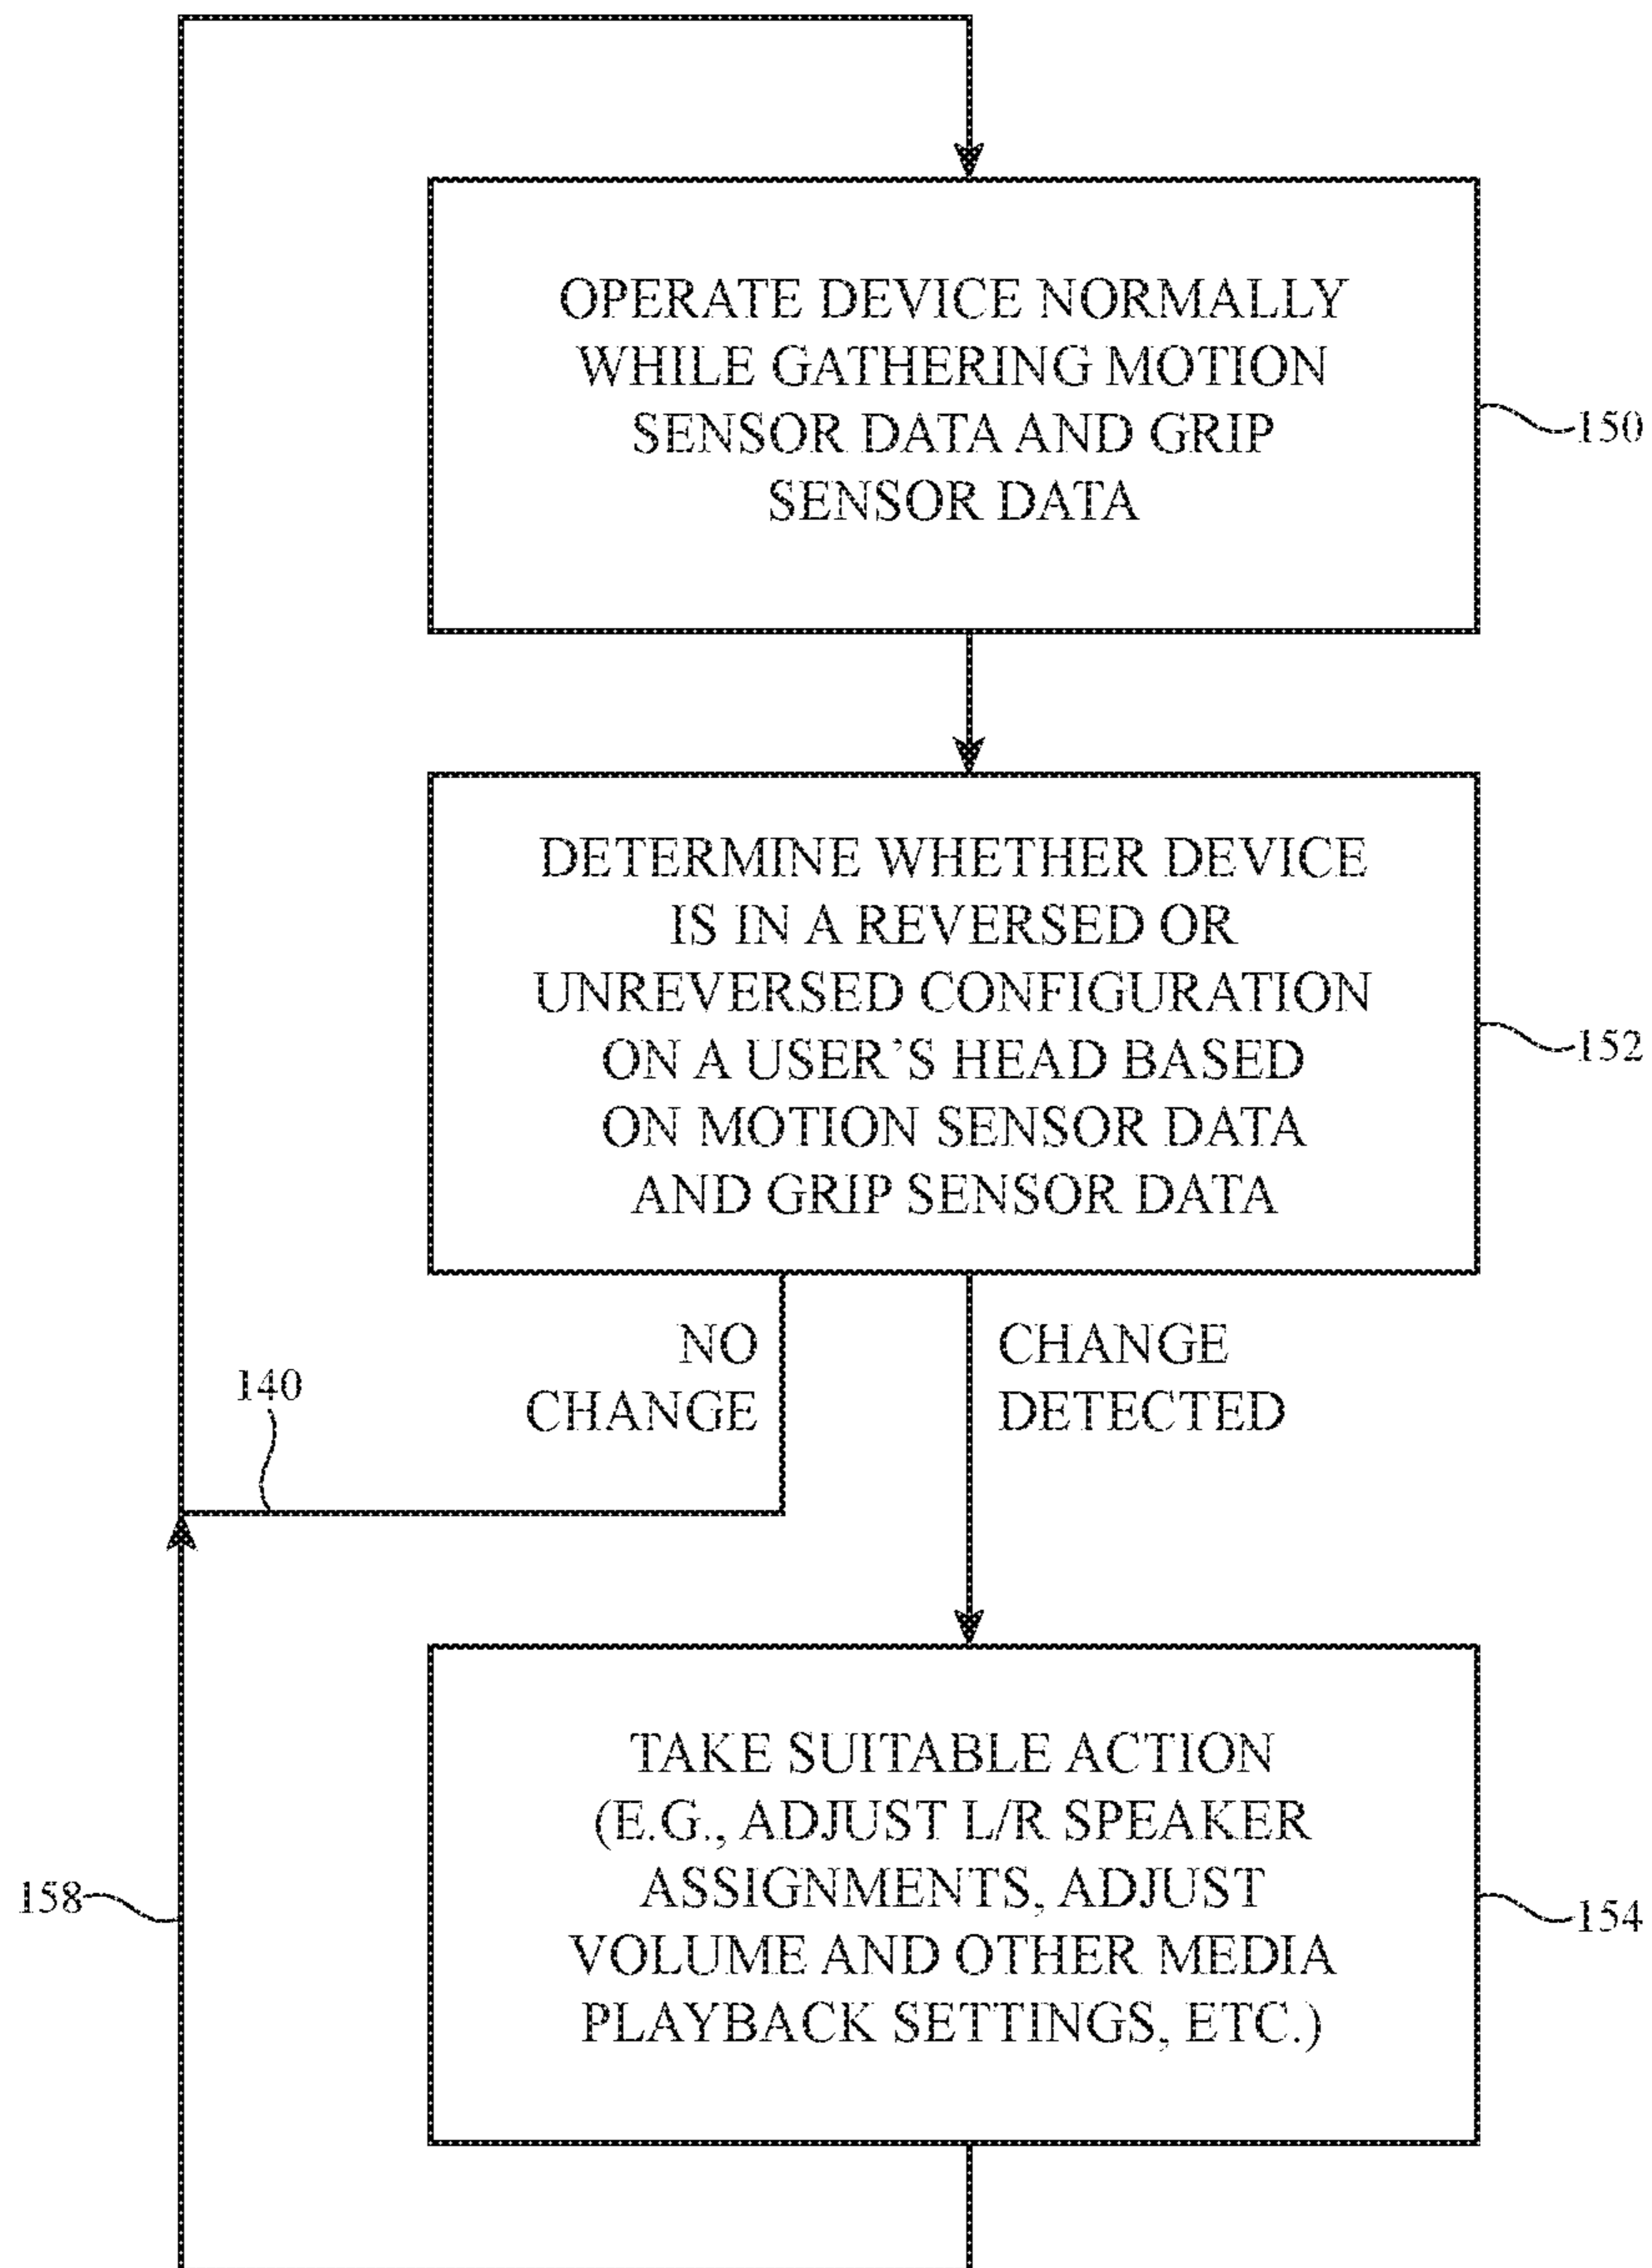 OPERATE DEVICE NORMALLY
WHILE GATHERING MOTION
SENSOR DATA AND GRIP
SENSOR DATA
150
DETERMINE WHETHER DEVICE
IS IN A REVERSED OR
UNREVERSED CONFIGURATION
ON A USER'S HEAD BASED
ON MOTION SENSOR DATA
AND GRIP SENSOR DATA
152
NO
CHANGE
CHANGE
DETECTED
140
TAKE SUITABLE ACTION
(E.G., ADJUST L/R SPEAKER
ASSIGNMENTS, ADJUST
VOLUME AND OTHER MEDIA
PLAYBACK SETTINGS, ETC.)
154
158